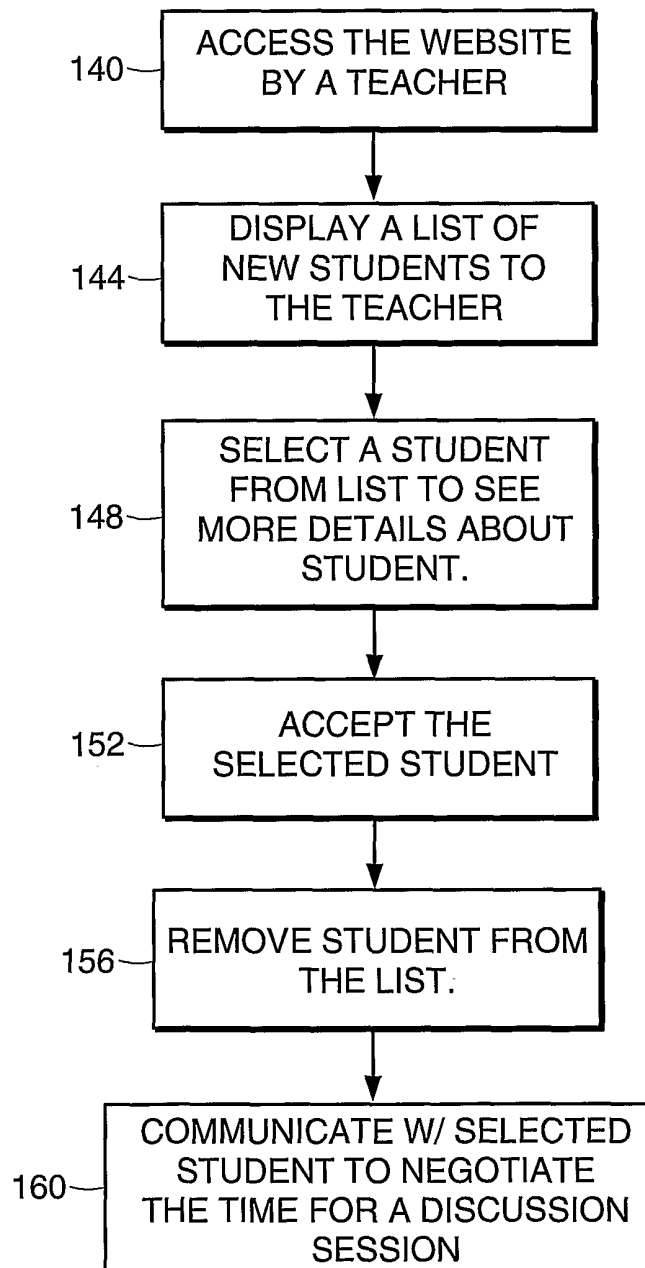 140
ACCESS THE WEBSITE
BY A TEACHER
144
DISPLAY A LIST OF
NEW STUDENTS TO
THE TEACHER
148
SELECT A STUDENT
FROM LIST TO SEE
MORE DETAILS ABOUT
STUDENT.
152
ACCEPT THE
SELECTED STUDENT
156
REMOVE STUDENT FROM
THE LIST.
160
COMMUNICATE W/ SELECTED
STUDENT TO NEGOTIATE
THE TIME FOR A DISCUSSION
SESSION